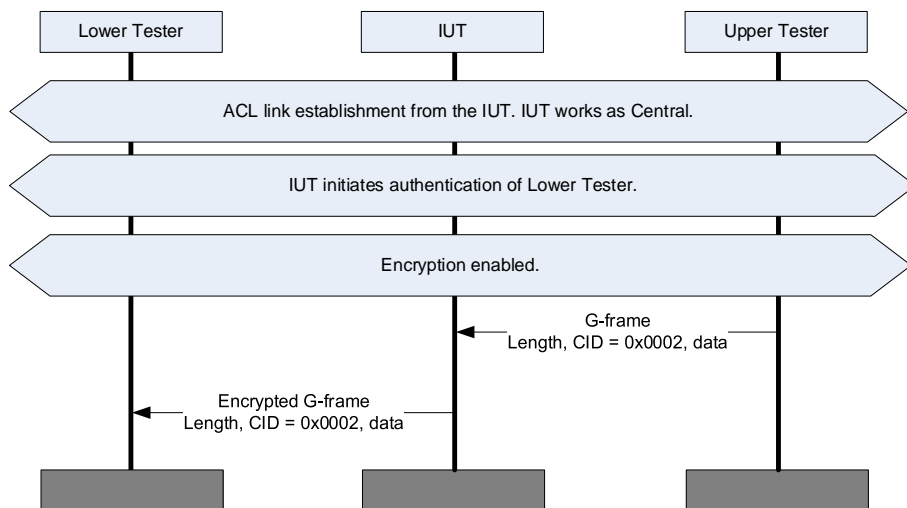 Lower Tester
IUT
Upper Tester
ACL link establishment from the IUT. IUT works as Central.
IUT initiates authentication of Lower Tester.
Encryption enabled.
G-frame
Length, CID = 0x0002, data
Encrypted G-frame
Length, CID = 0x0002, data